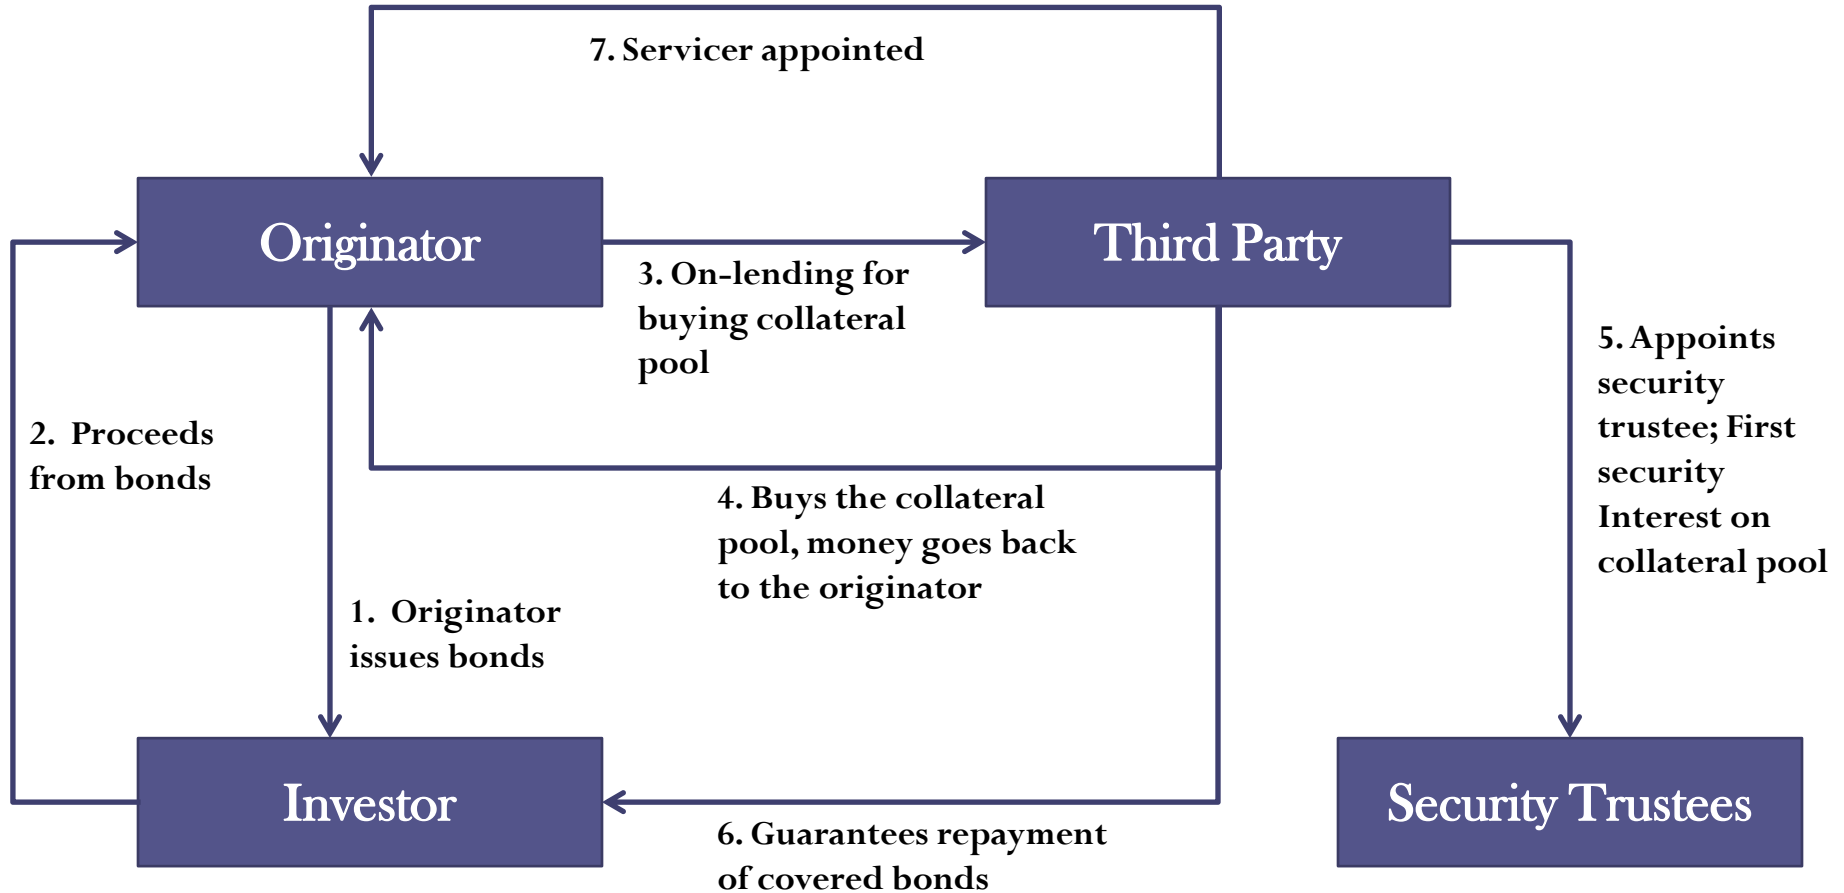 7. Servicer appointed
Originator
Third Party
3. On-lending for
buying collateral
pool
5. Appoints
security
trustee; First
security
Interest on
collateral pool
2. Proceeds
from bonds
4. Buys the collateral
pool, money goes back
to the originator
1. Originator
issues bonds
Investor
Security Trustees
6. Guarantees repayment
of covered bonds